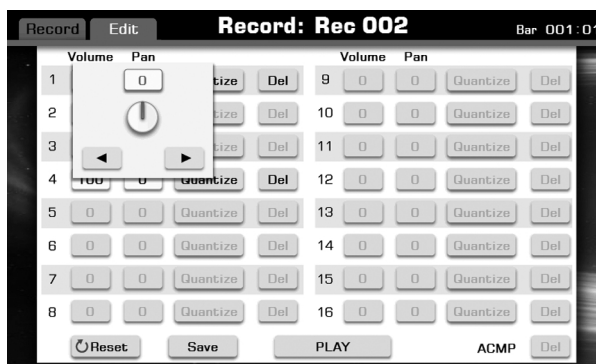 Record Edit Record: Rec 002 Bar 001:01
Volume Pan Volume Pan
1 0 Del 9 0 0 Quantize Del
2 Del 10 0 0 Quantize Del
3 Del 11 0 0 Quantize Del
4 100 0 Quantize Del 12 0 0 Quantize Del
5 0 0 Quantize Del 13 0 0 Quantize Del
6 0 0 Quantize Del 14 0 0 Quantize Del
7 0 0 Quantize Del 15 0 0 Quantize Del
8 0 0 Quantize Del 16 0 0 Quantize Del
Reset Save PLAY ACMP Del